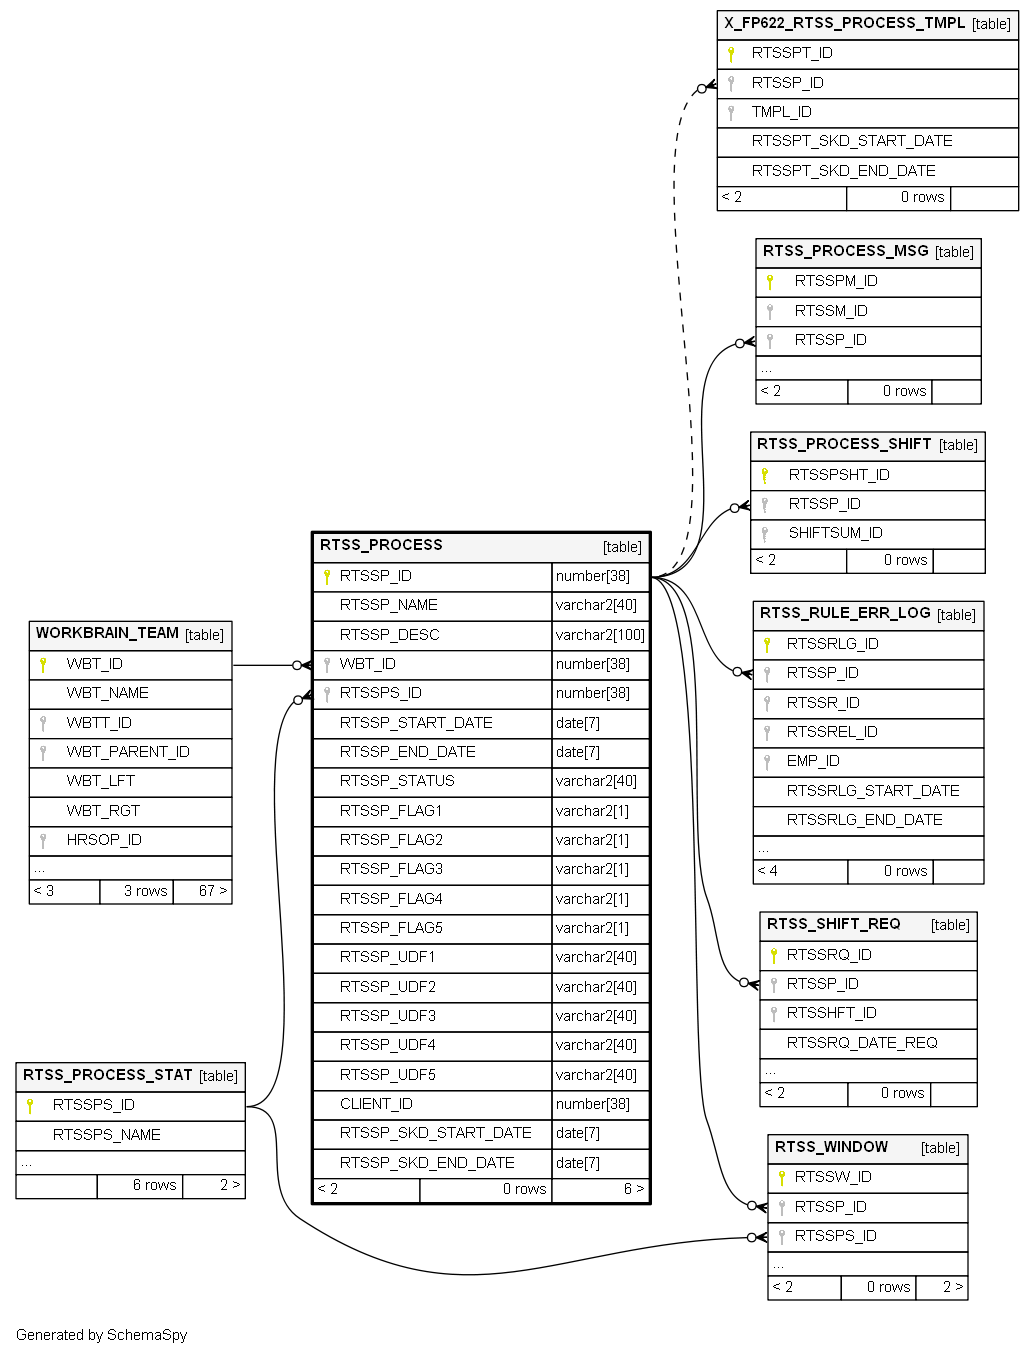 X_FP622_RTSS_PROCESS_TMPL [table]
RTSSPT_ID
RTSSP_ID
TMPL_ID
RTSSPT_SKD_START_DATE
RTSSPT_SKD_END_DATE
< 2 0 rows
RTSS_PROCESS_MSG [table]
RTSSPM_ID
RTSSM_ID
RTSSP_ID
...
< 2 0 rows
RTSS_PROCESS_SHIFT [table]
RTSSPSHT_ID
RTSSP_ID
SHIFTSUM_ID
< 2 0 rows
RTSS_PROCESS [table]
RTSSP_ID number[38]
RTSSP_NAME varchar2[40]
RTSSP_DESC varchar2[100]
WBT_ID number[38]
RTSSPS_ID number[38]
RTSSP_START_DATE date[7]
RTSSP_END_DATE date[7]
RTSSP_STATUS varchar2[40]
RTSSP_FLAG1 varchar2[1]
RTSSP_FLAG2 varchar2[1]
RTSSP_FLAG3 varchar2[1]
RTSSP_FLAG4 varchar2[1]
RTSSP_FLAG5 varchar2[1]
RTSSP_UDF1 varchar2[40]
RTSSP_UDF2 varchar2[40]
RTSSP_UDF3 varchar2[40]
RTSSP_UDF4 varchar2[40]
RTSSP_UDF5 varchar2[40]
CLIENT_ID number[38]
RTSSP_SKD_START_DATE date[7]
RTSSP_SKD_END_DATE date[7]
< 2 0 rows 6 >
WORKBRAIN_TEAM [table]
WBT_ID
WBT_NAME
WBTT_ID
WBT_PARENT_ID
WBT_LFT
WBT_RGT
HRSOP_ID
...
< 3 3 rows 67 >
RTSS_RULE_ERR_LOG [table]
RTSSRLG_ID
RTSSP_ID
RTSSR_ID
RTSSREL_ID
EMP_ID
RTSSRLG_START_DATE
RTSSRLG_END_DATE
...
< 4 0 rows
RTSS_SHIFT_REQ [table]
RTSSRQ_ID
RTSSP_ID
RTSSHFT_ID
RTSSRQ_DATE_REQ
...
< 2 0 rows
RTSS_PROCESS_STAT [table]
RTSSPS_ID
RTSSPS_NAME
...
6 rows 2 >
RTSS_WINDOW [table]
RTSSW_ID
RTSSP_ID
RTSSPS_ID
...
< 2 0 rows 2 >
Generated by SchemaSpy